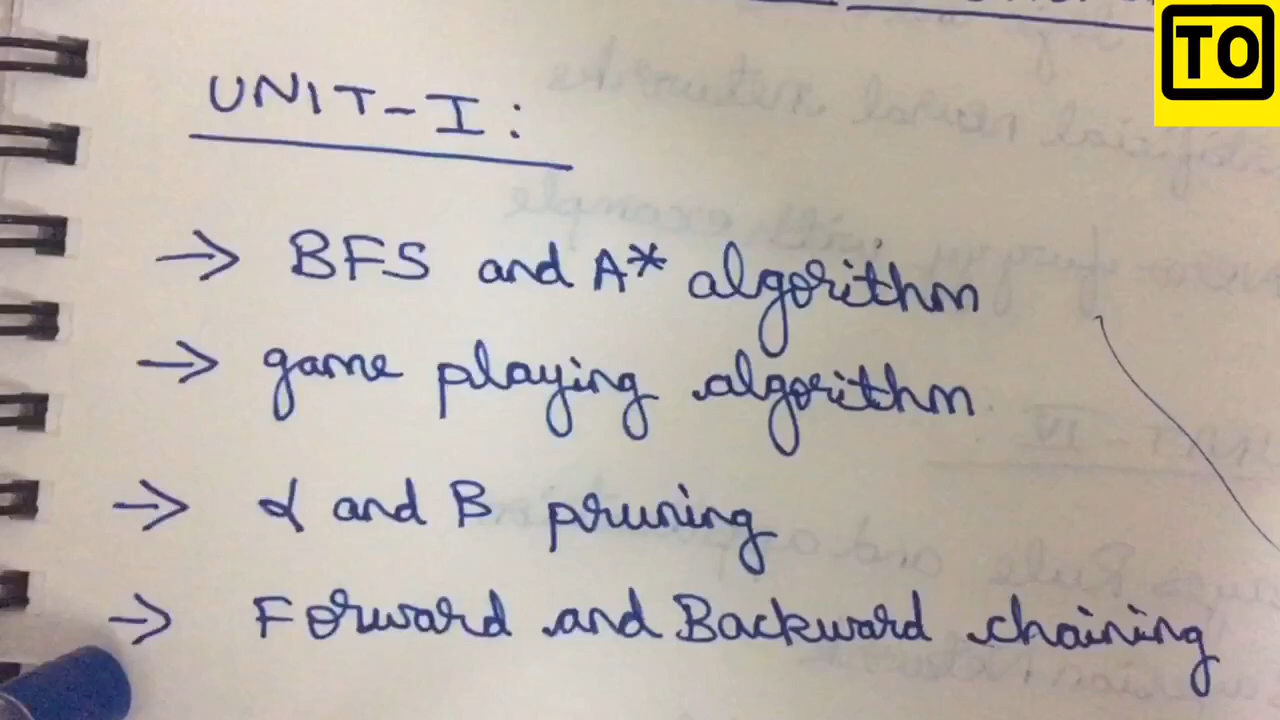 TO
UNIT-I:
→ BFS and A* algorithm
→ game playing algorithm
→ α and B pruning
→ Forward and Backward chaining